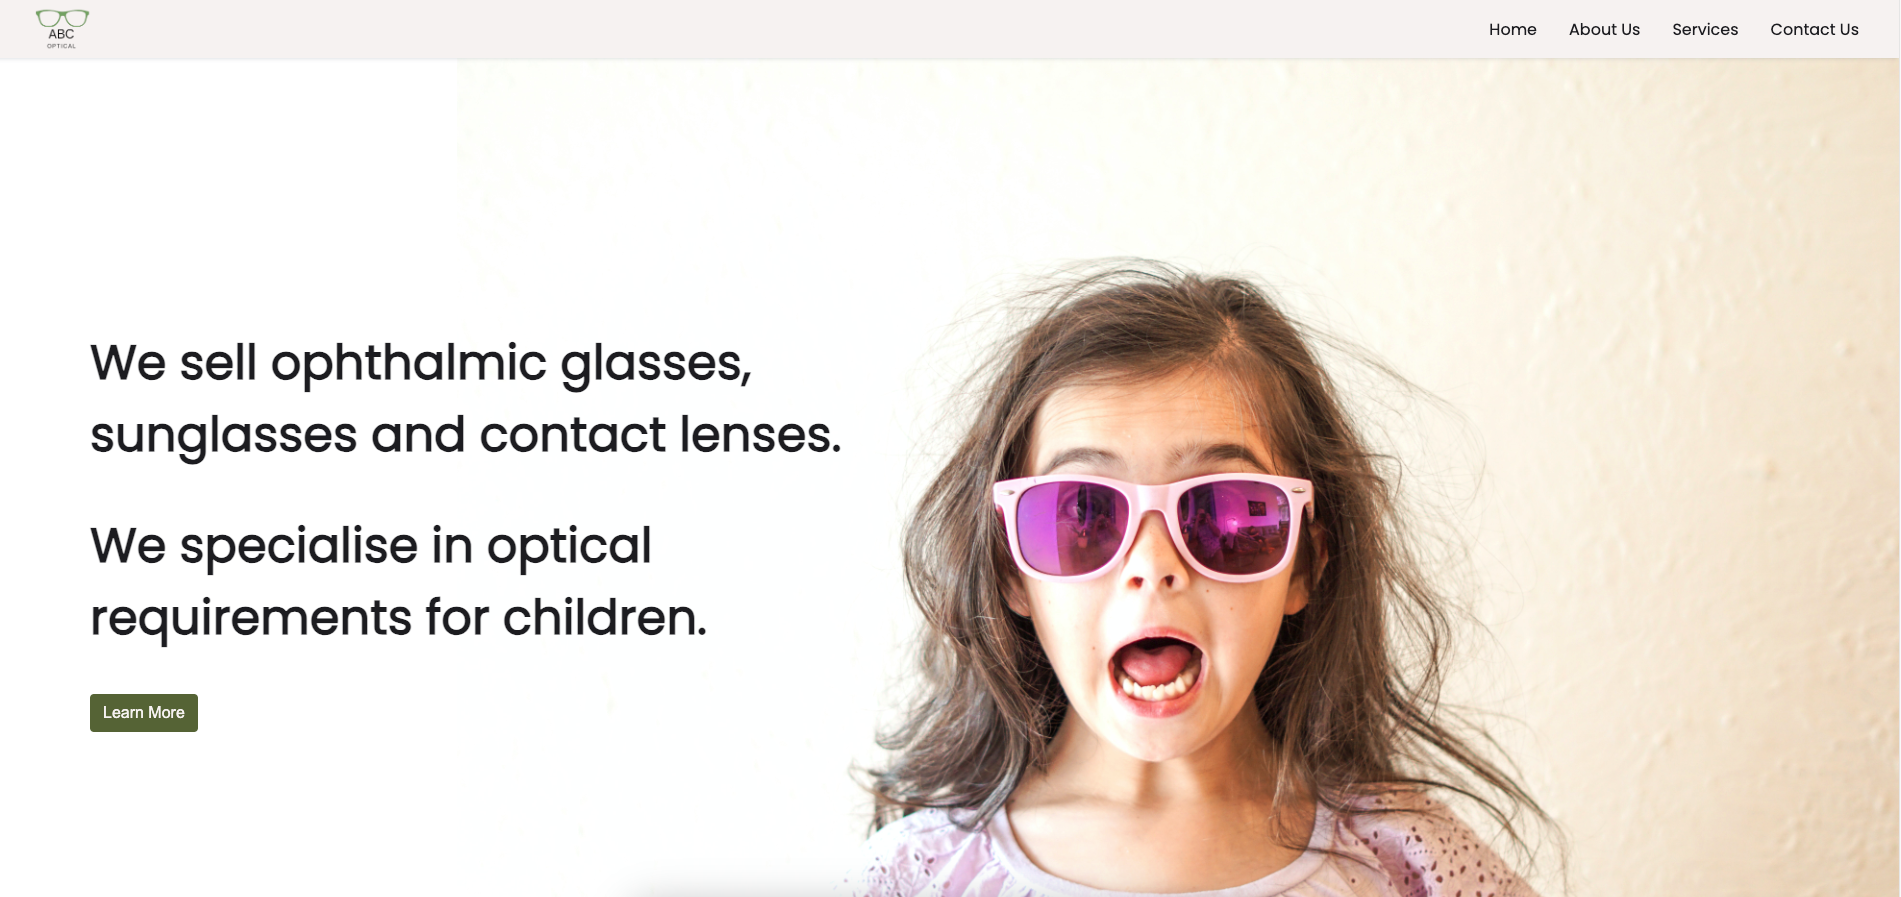 ABC
OPTICAL
Home
About Us
Services
Contact Us
We sell ophthalmic glasses,
sunglasses and contact lenses.
We specialise in optical
requirements for children.
Learn More